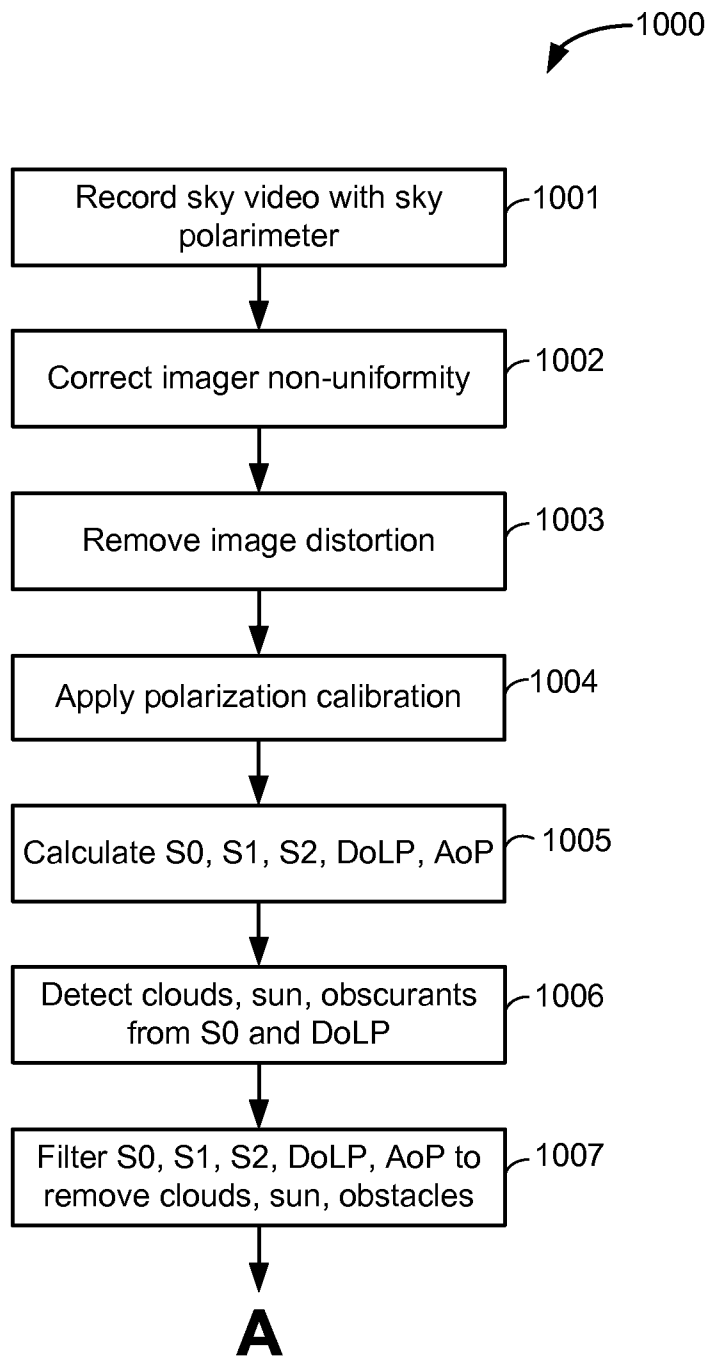 1000
Record sky video with sky
polarimeter
1001
Correct imager non-uniformity
1002
Remove image distortion
1003
Apply polarization calibration
1004
Calculate S0, S1, S2, DoLP, AoP
1005
Detect clouds, sun, obscurants
from S0 and DoLP
1006
Filter S0, S1, S2, DoLP, AoP to
remove clouds, sun, obstacles
1007
A